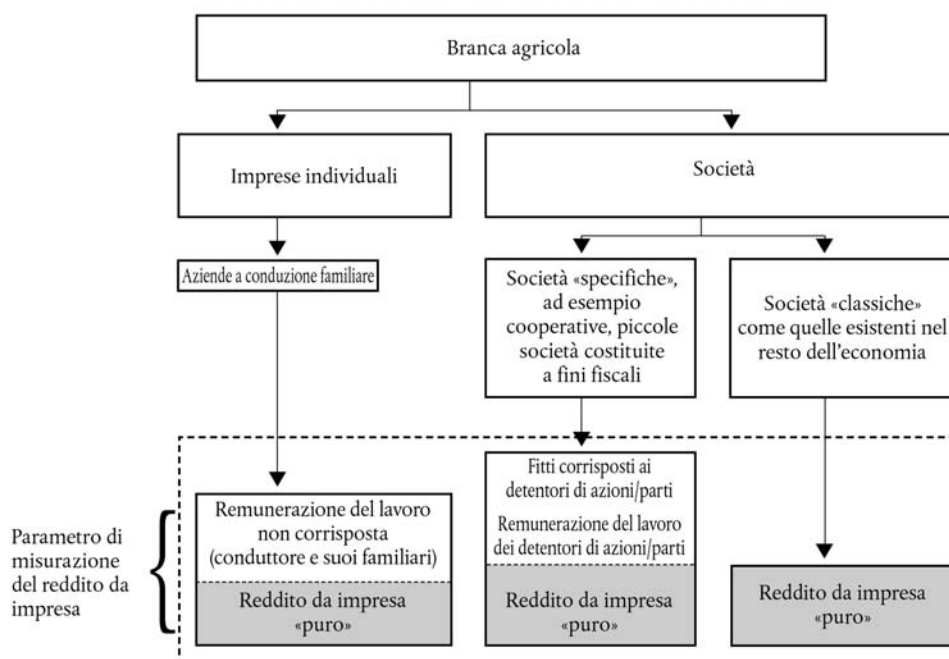 Branca agricola
Imprese individuali
Società
Aziende a conduzione familiare
Società «specifiche»,
ad esempio
cooperative, piccole
società costituite
a fini fiscali
Società «classiche»
come quelle esistenti nel
resto dell'economia
Parametro di
misurazione
del reddito da
impresa
Remunerazione del lavoro
non corrisposta
(conduttore e suoi familiari)
Reddito da impresa
«puro»
Fitti corrisposti ai
detentori di azioni/parti
Remunerazione del lavoro
dei detentori di azioni/parti
Reddito da impresa
«puro»
Reddito da impresa
«puro»